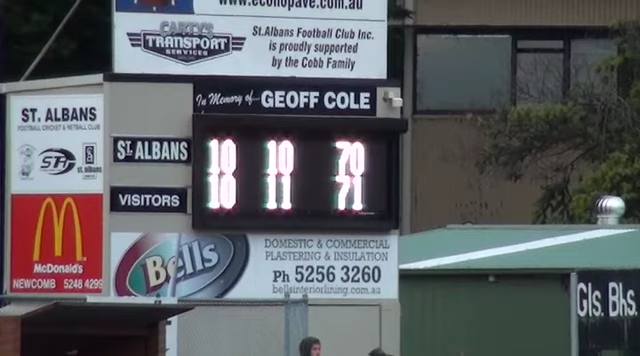 www.econopave.com.au
CARTY'S
TRANSPORT
SERVICES
St.Albans Football Club Inc.
is proudly supported
by the Cobb Family
In Memory of GEOFF COLE
ST. ALBANS
FOOTBALL CRICKET & NETBALL CLUB
ST. ALBANS 10 10 70
VISITORS 10 11 71
McDonald's
NEWCOMB 5248 4299
Bells
DOMESTIC & COMMERCIAL
PLASTERING & INSULATION
Ph 5256 3260
bellsinteriorlining.com.au
Gls. Bhs.